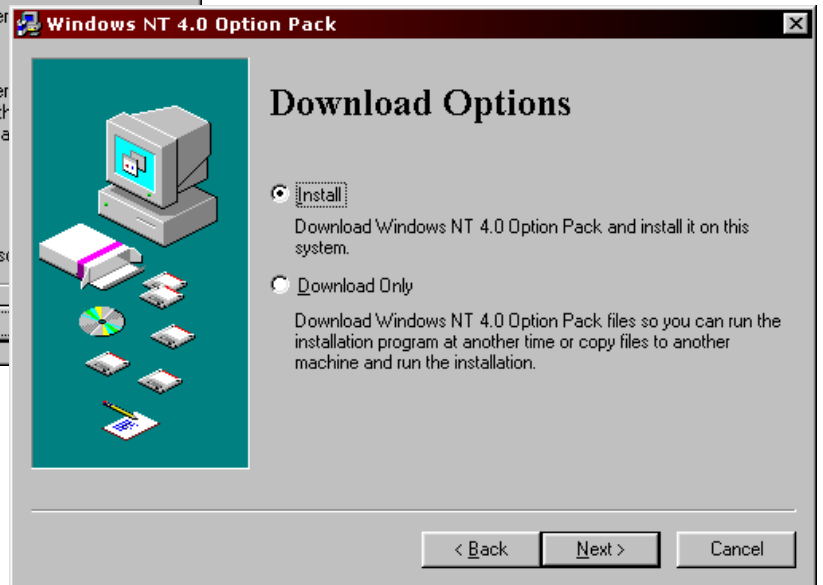 Windows NT 4.0 Option Pack
Download Options
Install
Download Windows NT 4.0 Option Pack and install it on this
system.
Download Only
Download Windows NT 4.0 Option Pack files so you can run the
installation program at another time or copy files to another
machine and run the installation.
< Back
Next >
Cancel